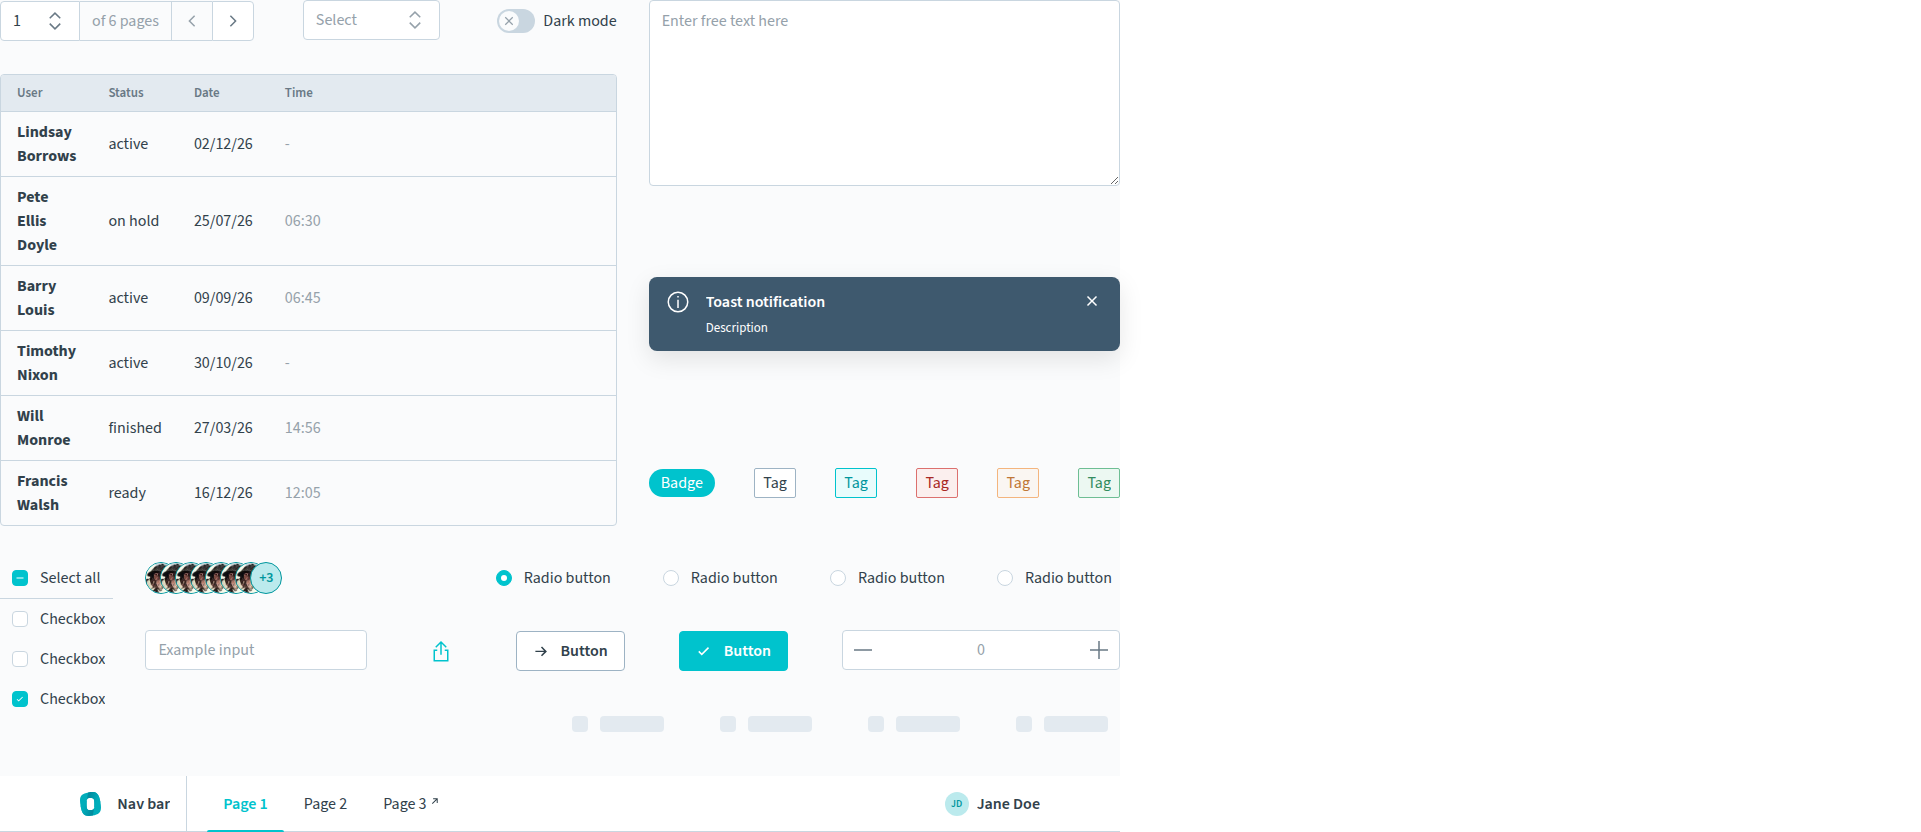 1
of 6 pages
Select
Dark mode
Enter free text here
User Status Date Time
Lindsay
Borrows
active 02/12/26 -
Pete
Ellis
Doyle
on hold 25/07/26 06:30
Barry
Louis
active 09/09/26 06:45
Timothy
Nixon
active 30/10/26 -
Will
Monroe
finished 27/03/26 14:56
Francis
Walsh
ready 16/12/26 12:05
Toast notification
Description
Badge Tag Tag Tag Tag Tag
Select all
+3
Radio button Radio button Radio button Radio button
Checkbox
Checkbox
Checkbox
Example input
Button
Button
0
Nav bar
Page 1
Page 2
Page 3
JD
Jane Doe